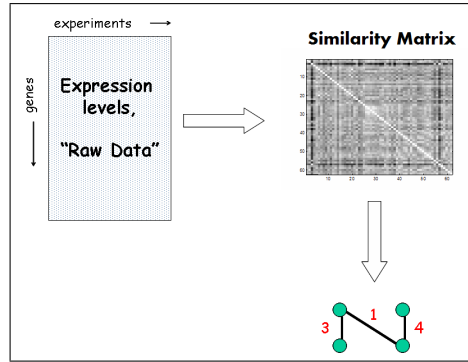 experiments
genes
Expression
levels,
"Raw Data"
Similarity Matrix
10
20
30
40
50
60
10 20 30 40 50 60
3 1 4